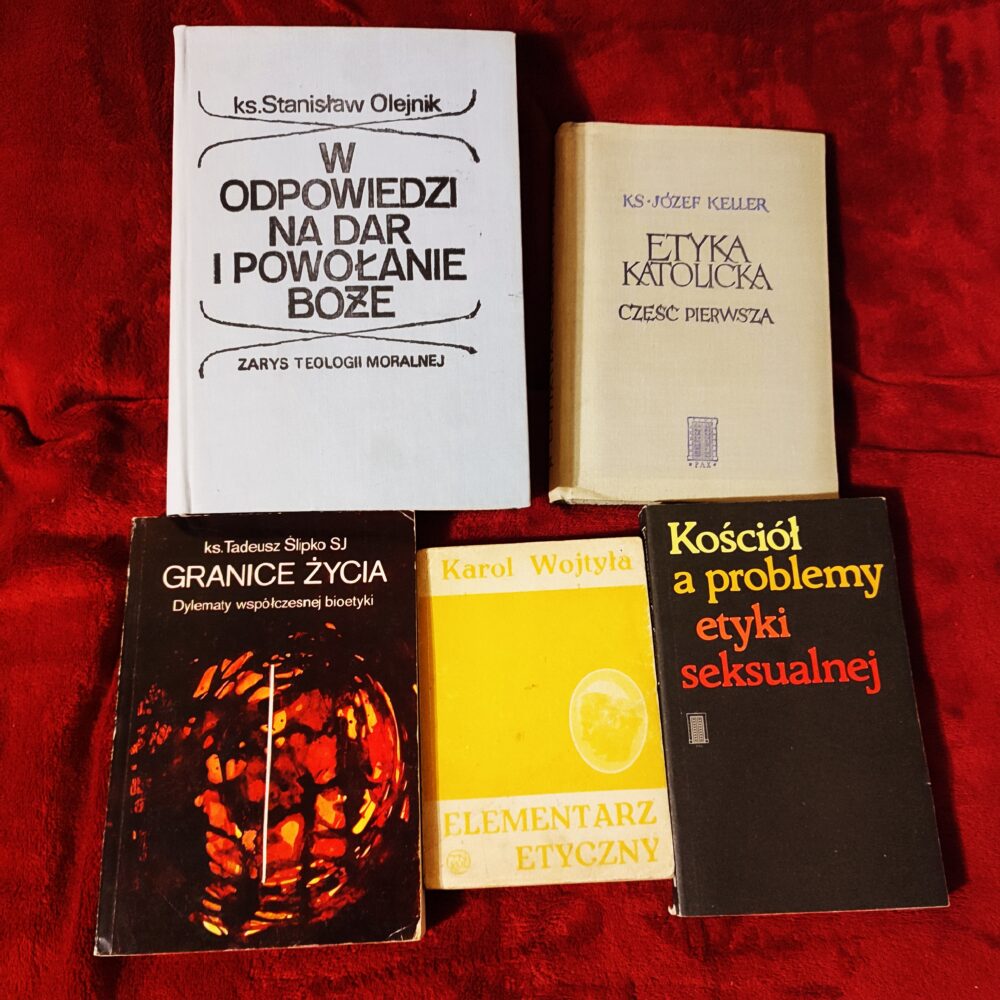 ks.Stanisław Olejnik
W
ODPOWIEDZI
NA DAR
I POWOŁANIE
BOŻE
ZARYS TEOLOGII MORALNEJ
KS·JÓZEF KELLER
ETYKA
KATOLICKA
CZĘŚĆ PIERWSZA
·PAX·
ks.Tadeusz Ślipko SJ
GRANICE ŻYCIA
Dylematy współczesnej bioetyki
Karol Wojtyła
ELEMENTARZ
ETYCZNY
Kościół
a problemy
etyki
seksualnej